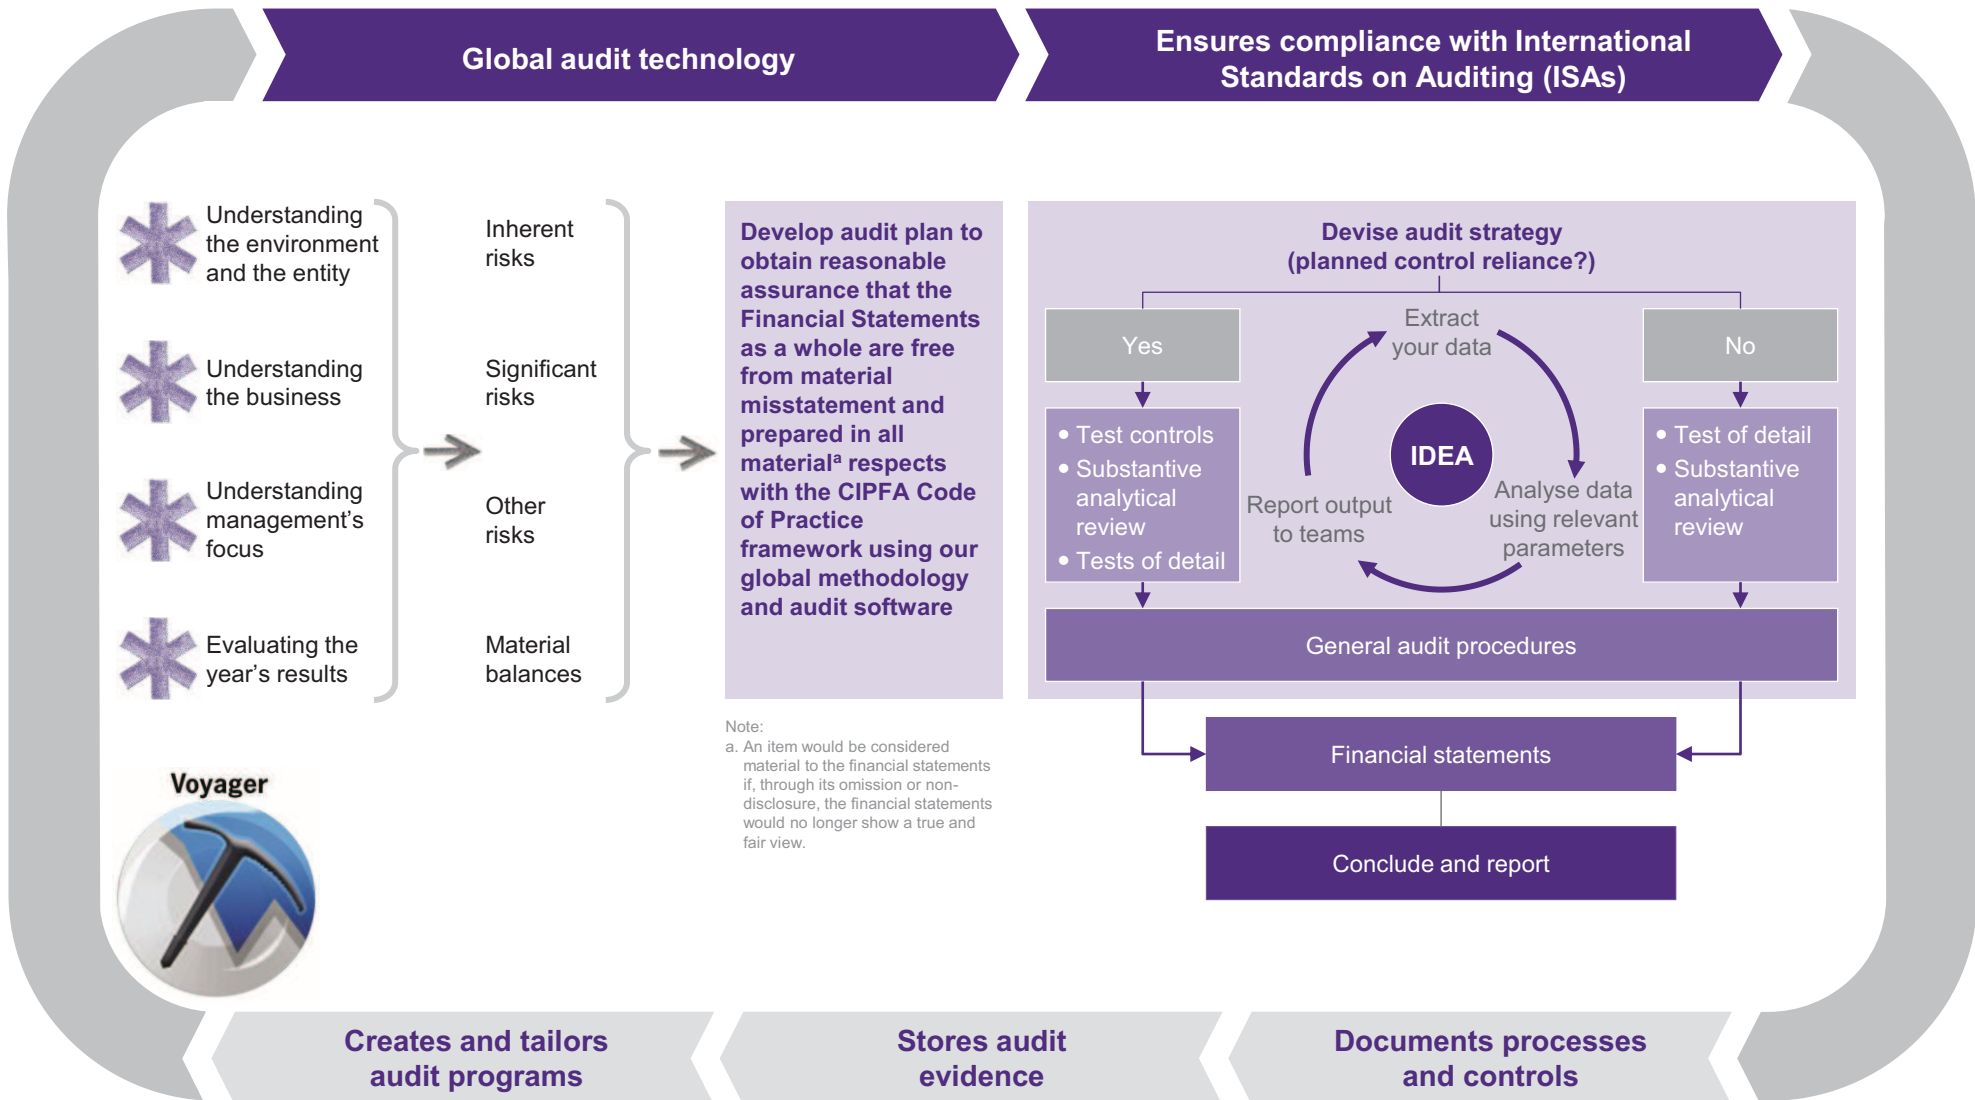 Global audit technology
Ensures compliance with International
Standards on Auditing (ISAs)
Understanding
the environment
and the entity
Understanding
the business
Understanding
management’s
focus
Evaluating the
year’s results
Inherent
risks
Significant
risks
Other
risks
Material
balances
Develop audit plan to
obtain reasonable
assurance that the
Financial Statements
as a whole are free
from material
misstatement and
prepared in all
materialᵃ respects
with the CIPFA Code
of Practice
framework using our
global methodology
and audit software
Note:
a. An item would be considered
material to the financial statements
if, through its omission or non-
disclosure, the financial statements
would no longer show a true and
fair view.
Devise audit strategy
(planned control reliance?)
Yes
• Test controls
• Substantive
analytical
review
• Tests of detail
Extract
your data
IDEA
Analyse data
using relevant
parameters
Report output
to teams
No
• Test of detail
• Substantive
analytical
review
General audit procedures
Financial statements
Conclude and report
Voyager
Creates and tailors
audit programs
Stores audit
evidence
Documents processes
and controls